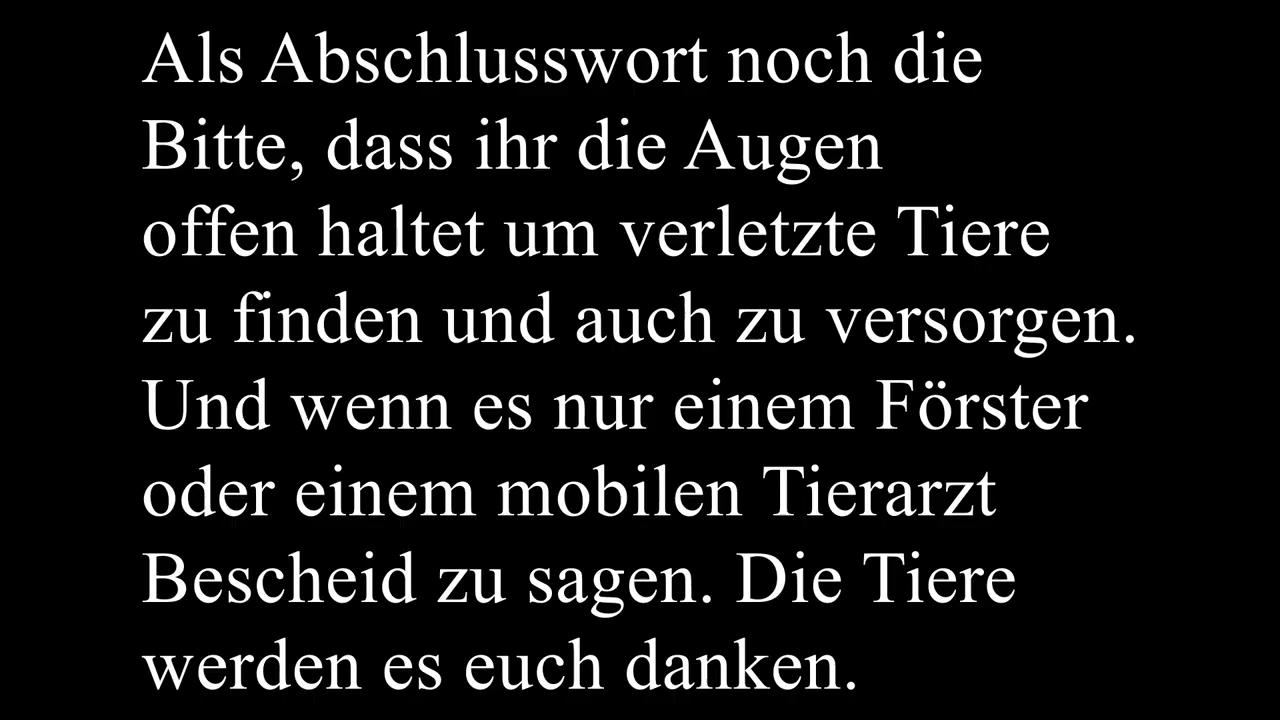 Als Abschlusswort noch die
Bitte, dass ihr die Augen
offen haltet um verletzte Tiere
zu finden und auch zu versorgen.
Und wenn es nur einem Förster
oder einem mobilen Tierarzt
Bescheid zu sagen. Die Tiere
werden es euch danken.